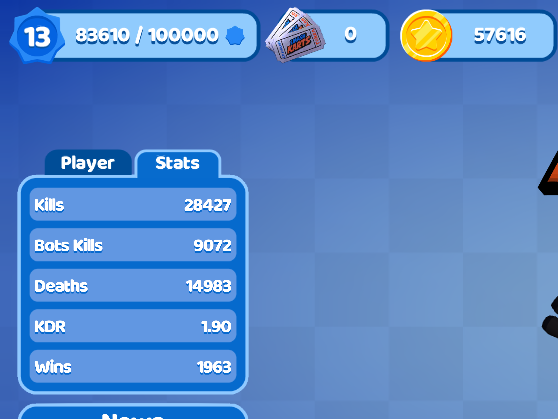 13 83610 / 100000 0 57616
Player Stats
Kills 28427
Bots Kills 9072
Deaths 14983
KDR 1.90
Wins 1963